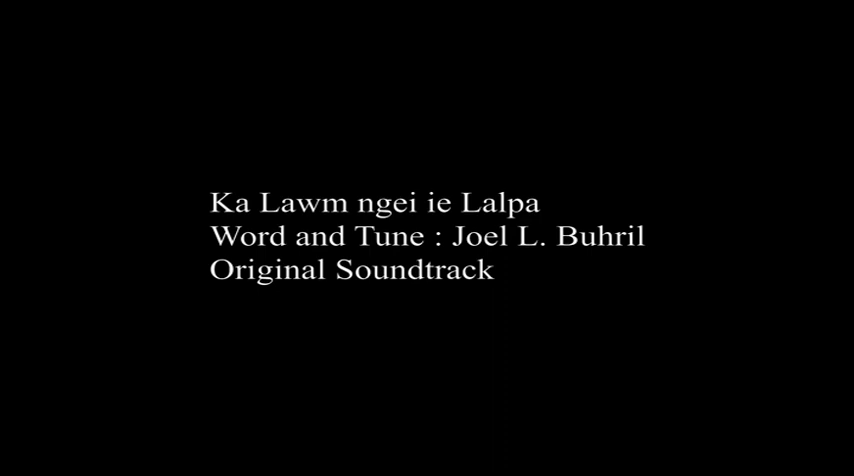 Ka Lawm ngei ie Lalpa
Word and Tune : Joel L. Buhril
Original Soundtrack